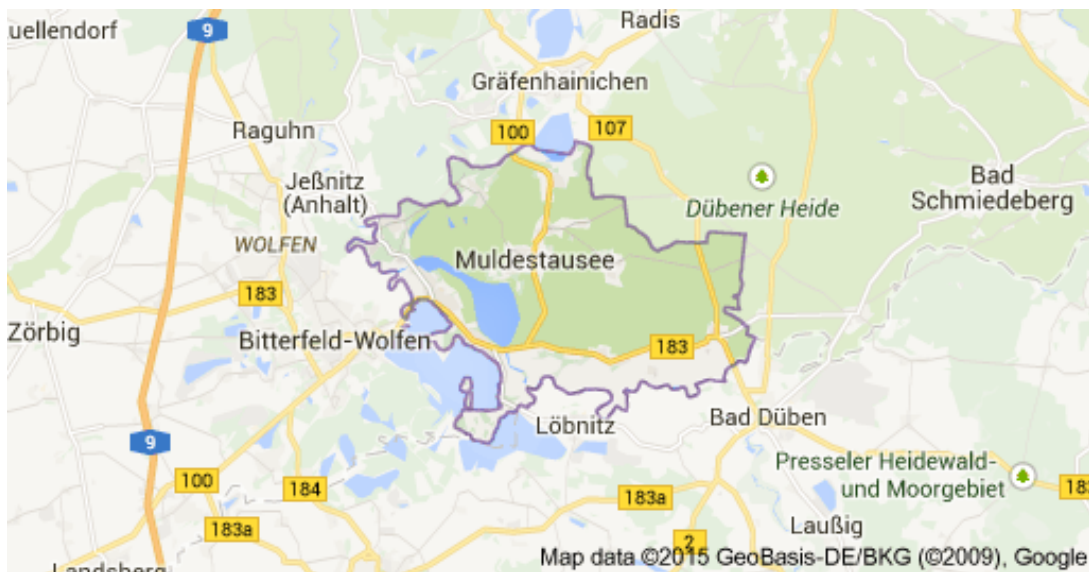 Radis
uellendorf
9
Gräfenhainichen
100
107
Raguhn
Jeßnitz
(Anhalt)
Bad
Schmiedeberg
Dübener Heide
WOLFEN
Muldestausee
183
Zörbig
Bitterfeld-Wolfen
183
Löbnitz
Bad Düben
9
100
184
183a
Presseler Heidewald-
und Moorgebiet
183
183a
2
Laußig
Landsberg
Map data ©2015 GeoBasis-DE/BKG (©2009), Google